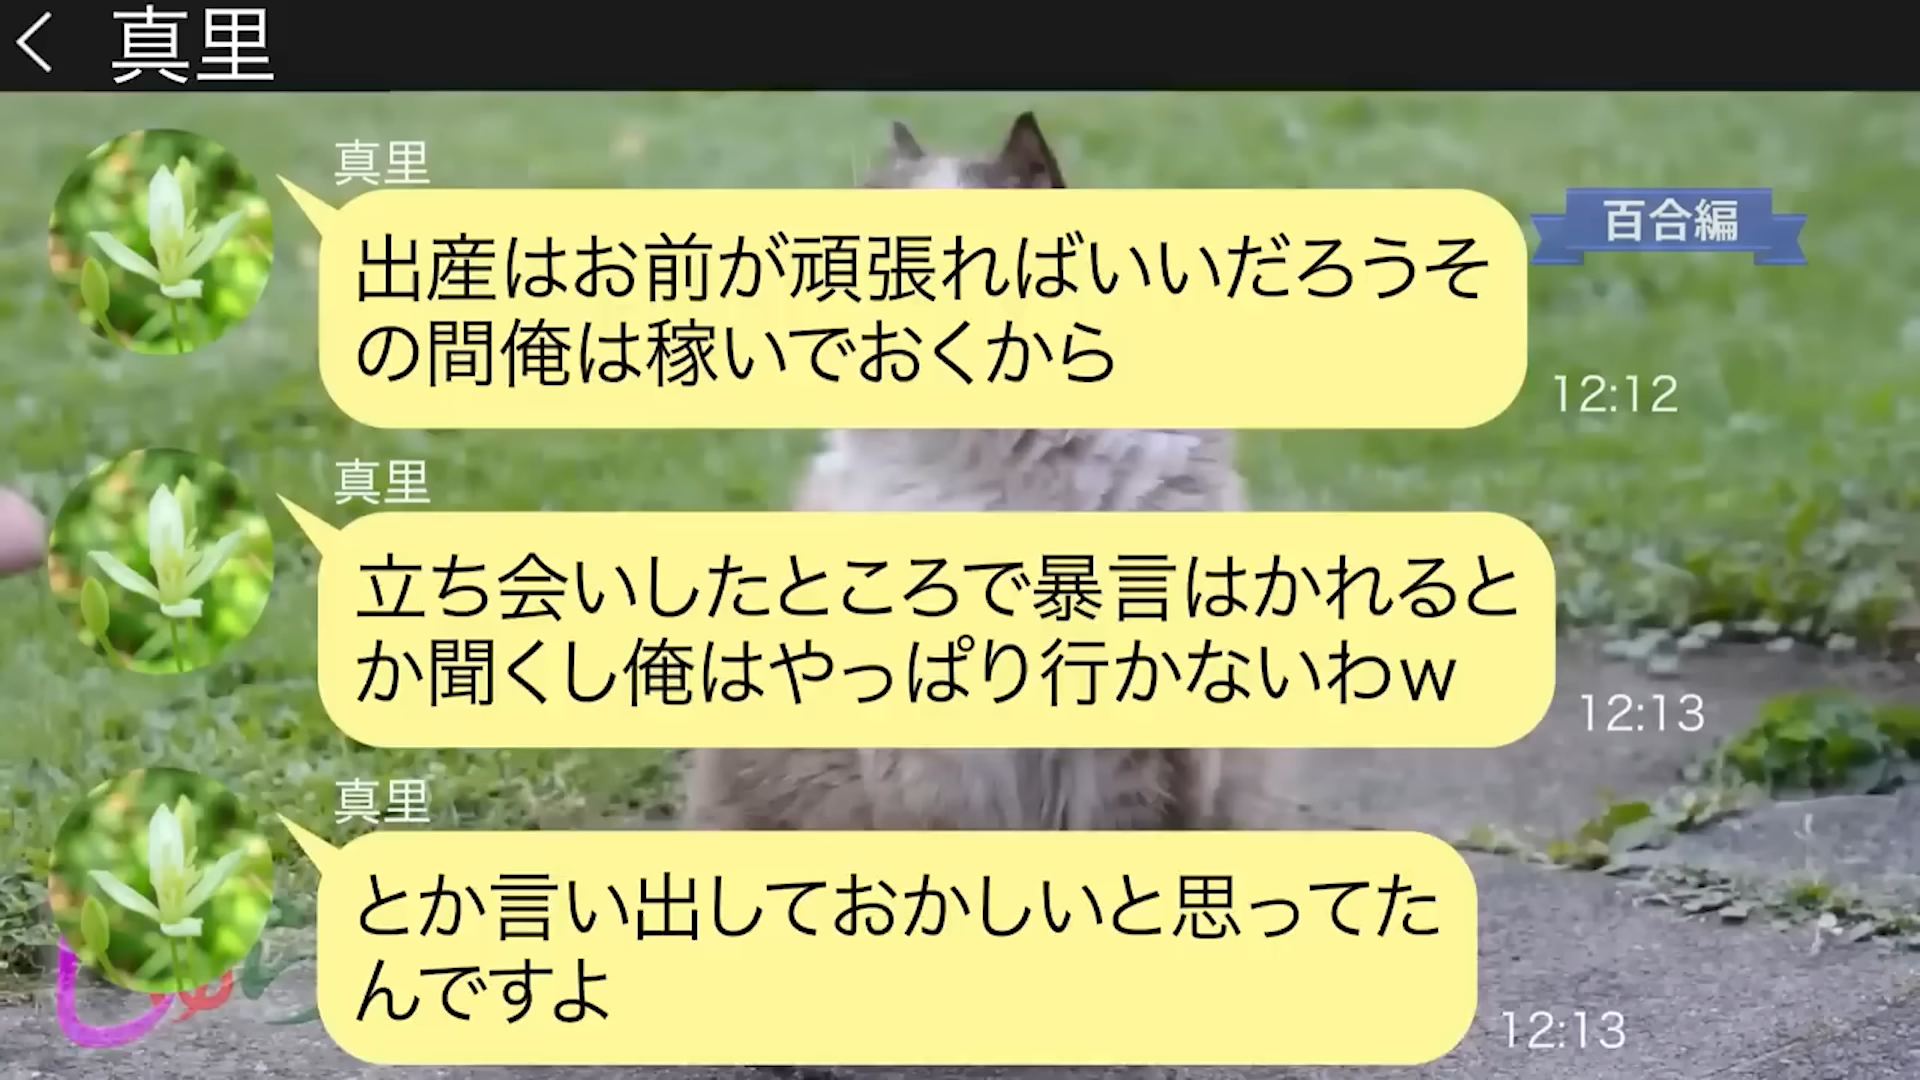 真里
真里
出産はお前が頑張ればいいだろうそ
の間俺は稼いでおくから
百合編
12:12
真里
立ち会いしたところで暴言はかれると
か聞くし俺はやっぱり行かないわw
12:13
真里
とか言い出しておかしいと思ってた
んですよ
12:13